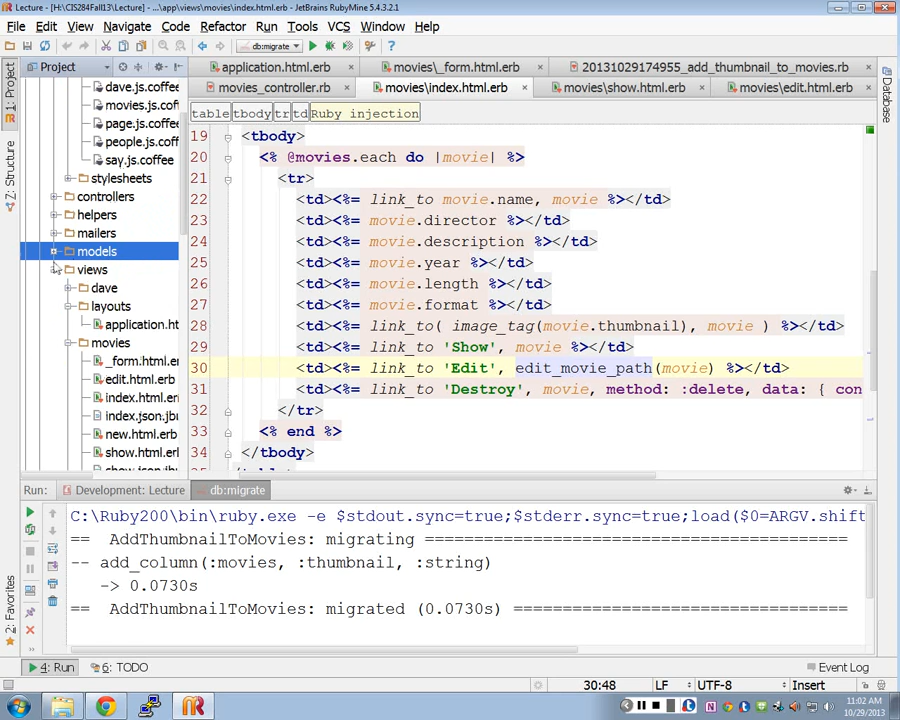 Lecture - [H:\CIS284Fall13\Lecture] - ...\app\views\movies\index.html.erb - JetBrains RubyMine 5.4.3.2.1
File Edit View Navigate Code Refactor Run Tools VCS Window Help
db:migrate
Project
application.html.erb
movies\_form.html.erb
20131029174955_add_thumbnail_to_movies.rb
movies_controller.rb
movies\index.html.erb
movies\show.html.erb
movies\edit.html.erb
table tbody tr td Ruby injection
1: Project
Z: Structure
2: Favorites
Database
dave.js.coffee
movies.js.coff
page.js.coffee
people.js.coff
say.js.coffee
stylesheets
controllers
helpers
mailers
models
views
dave
layouts
application.ht
movies
_form.html.er
edit.html.erb
index.html.erb
index.json.jbu
new.html.erb
show.html.erb
19 <tbody>
20 <% @movies.each do |movie| %>
21 <tr>
22 <td><%= link_to movie.name, movie %></td>
23 <td><%= movie.director %></td>
24 <td><%= movie.description %></td>
25 <td><%= movie.year %></td>
26 <td><%= movie.length %></td>
27 <td><%= movie.format %></td>
28 <td><%= link_to( image_tag(movie.thumbnail), movie ) %></td>
29 <td><%= link_to 'Show', movie %></td>
30 <td><%= link_to 'Edit', edit_movie_path(movie) %></td>
31 <td><%= link_to 'Destroy', movie, method: :delete, data: { con
32 </tr>
33 <% end %>
34 </tbody>
Run: Development: Lecture db:migrate
C:\Ruby200\bin\ruby.exe -e $stdout.sync=true;$stderr.sync=true;load($0=ARGV.shift
==  AddThumbnailToMovies: migrating ==========================================
-- add_column(:movies, :thumbnail, :string)
-> 0.0730s
==  AddThumbnailToMovies: migrated (0.0730s) =================================
4: Run 6: TODO Event Log
30:48 LF UTF-8 Insert
11:02 AM
10/29/2013